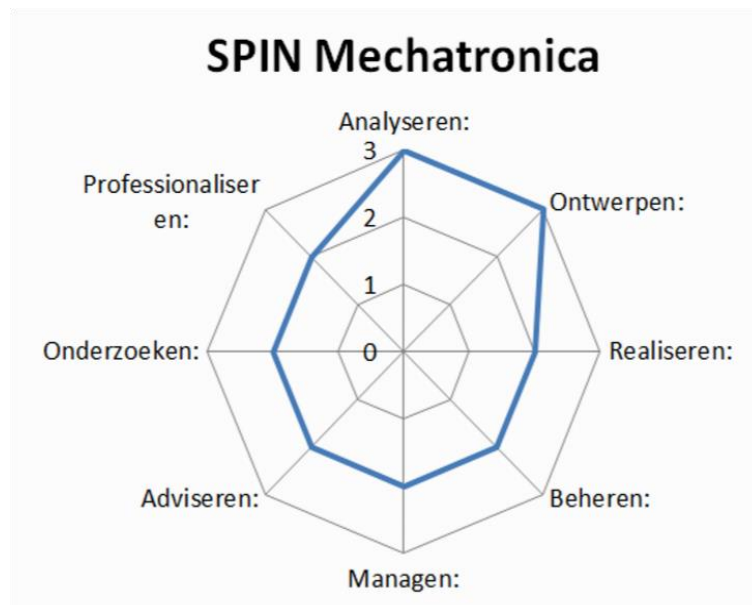 SPIN Mechatronica
Analyseren:
3
Professionaliser
en:
Ontwerpen:
2
1
Onderzoeken:
0
Realiseren:
Adviseren:
Beheren:
Managen: